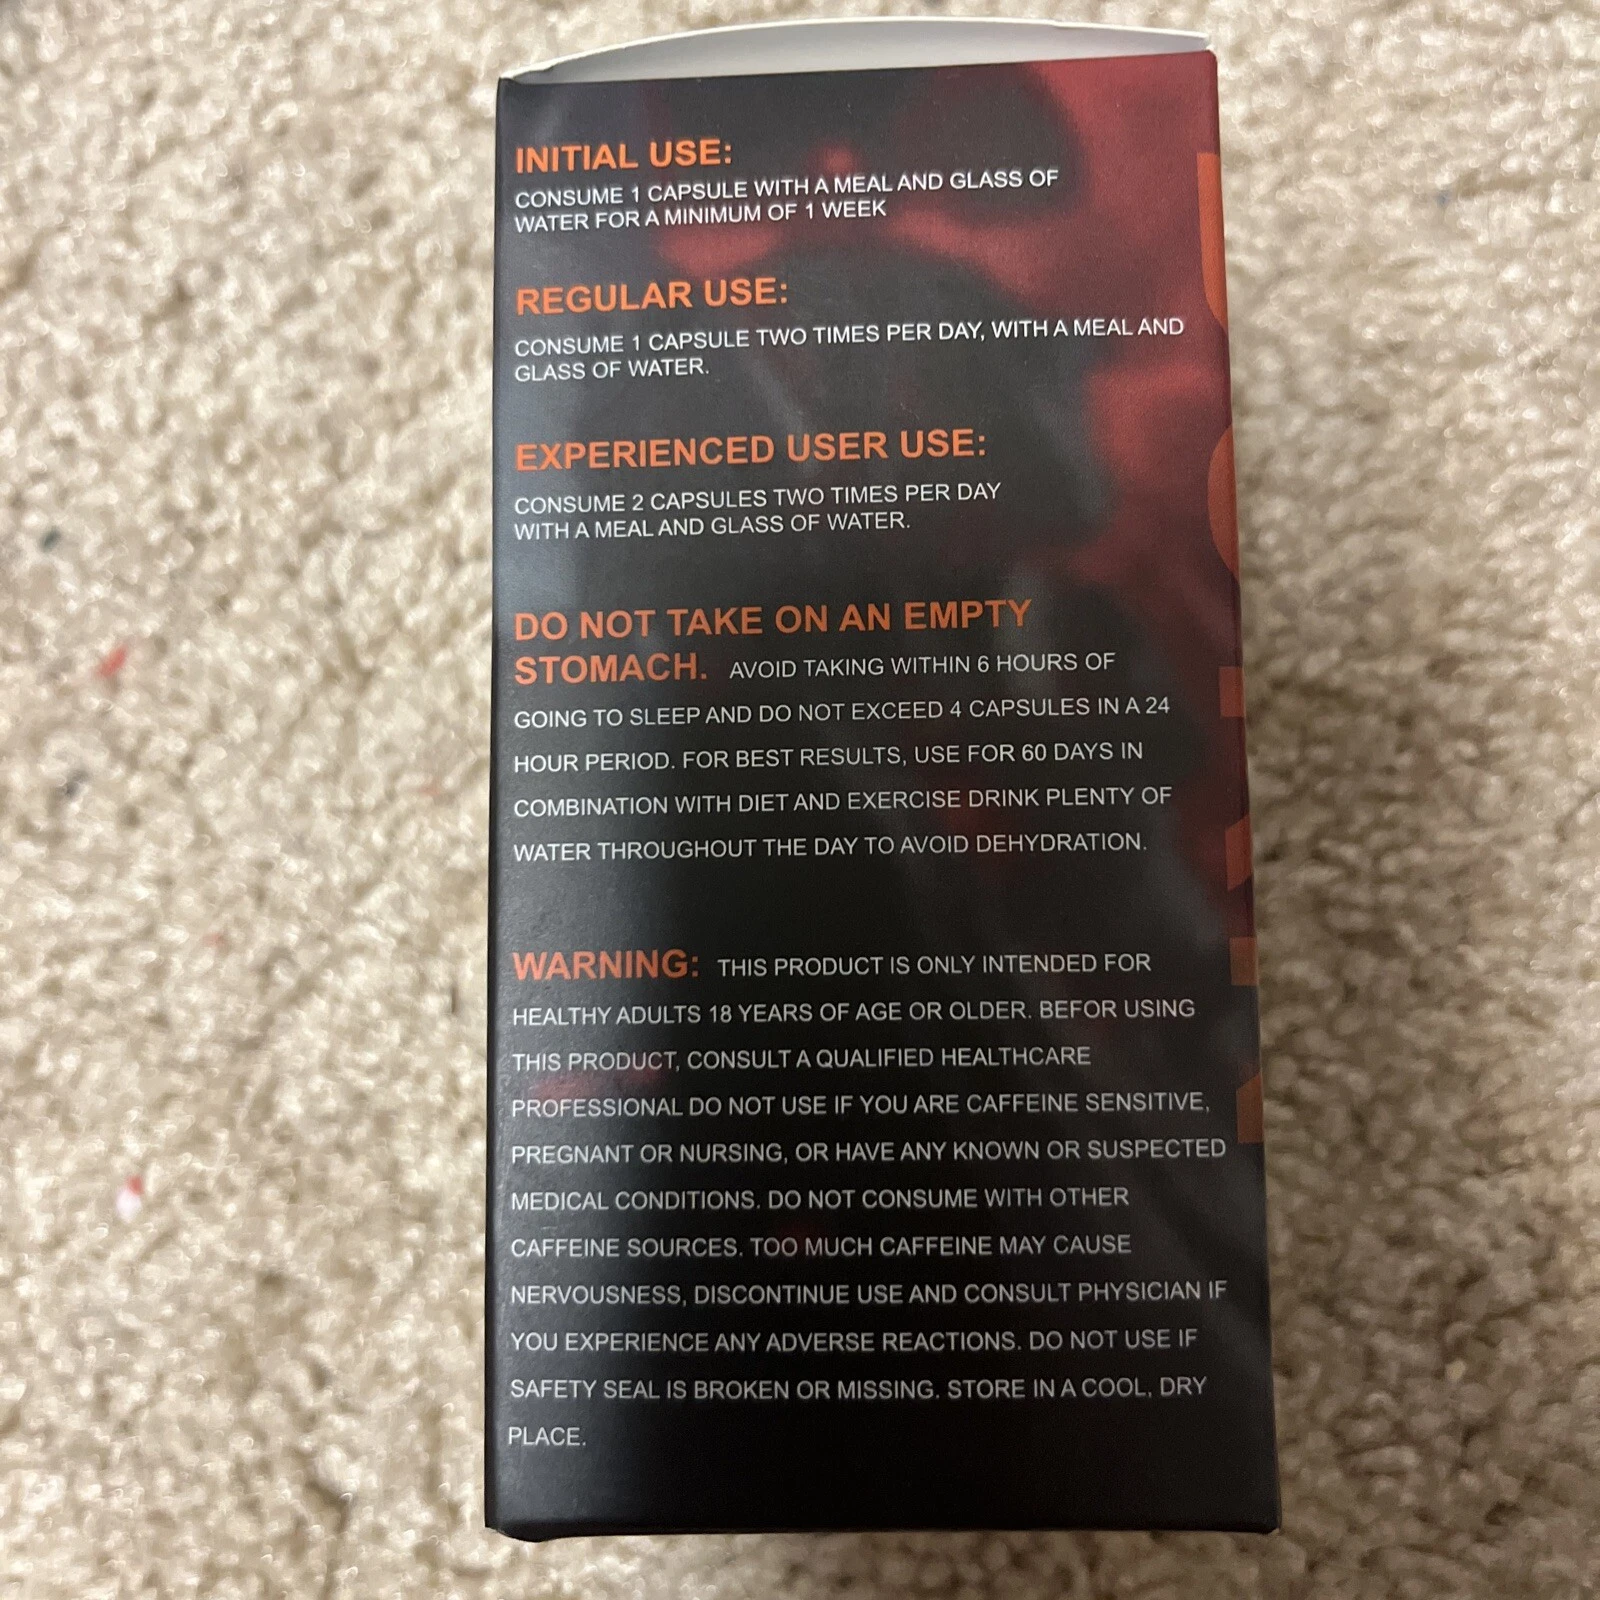 INITIAL USE:
CONSUME 1 CAPSULE WITH A MEAL AND GLASS OF
WATER FOR A MINIMUM OF 1 WEEK
REGULAR USE:
CONSUME 1 CAPSULE TWO TIMES PER DAY, WITH A MEAL AND
GLASS OF WATER.
EXPERIENCED USER USE:
CONSUME 2 CAPSULES TWO TIMES PER DAY
WITH A MEAL AND GLASS OF WATER.
DO NOT TAKE ON AN EMPTY
STOMACH. AVOID TAKING WITHIN 6 HOURS OF
GOING TO SLEEP AND DO NOT EXCEED 4 CAPSULES IN A 24
HOUR PERIOD. FOR BEST RESULTS, USE FOR 60 DAYS IN
COMBINATION WITH DIET AND EXERCISE DRINK PLENTY OF
WATER THROUGHOUT THE DAY TO AVOID DEHYDRATION.
WARNING: THIS PRODUCT IS ONLY INTENDED FOR
HEALTHY ADULTS 18 YEARS OF AGE OR OLDER. BEFOR USING
THIS PRODUCT, CONSULT A QUALIFIED HEALTHCARE
PROFESSIONAL DO NOT USE IF YOU ARE CAFFEINE SENSITIVE,
PREGNANT OR NURSING, OR HAVE ANY KNOWN OR SUSPECTED
MEDICAL CONDITIONS. DO NOT CONSUME WITH OTHER
CAFFEINE SOURCES. TOO MUCH CAFFEINE MAY CAUSE
NERVOUSNESS, DISCONTINUE USE AND CONSULT PHYSICIAN IF
YOU EXPERIENCE ANY ADVERSE REACTIONS. DO NOT USE IF
SAFETY SEAL IS BROKEN OR MISSING. STORE IN A COOL, DRY
PLACE.